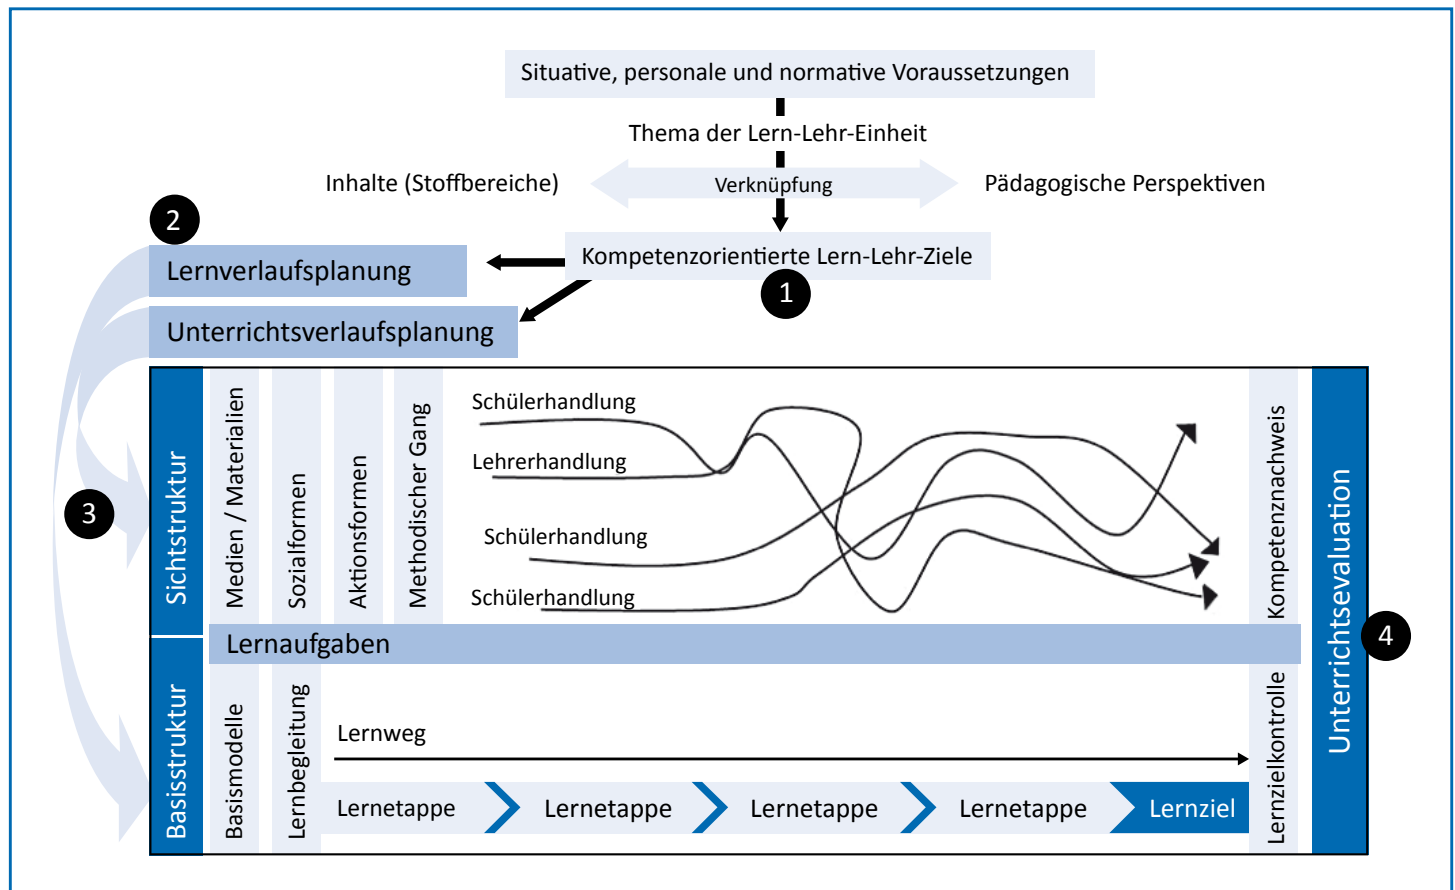 Situative, personale und normative Voraussetzungen
Thema der Lern-Lehr-Einheit
Inhalte (Stoffbereiche)
Verknüpfung
Pädagogische Perspektiven
2
Lernverlaufsplanung
Kompetenzorientierte Lern-Lehr-Ziele
1
Unterrichtsverlaufsplanung
3
Sichtstruktur
Medien / Materialien
Sozialformen
Aktionsformen
Methodischer Gang
Schülerhandlung
Lehrerhandlung
Schülerhandlung
Schülerhandlung
Kompetenznachweis
Unterrichtsevaluation
4
Lernaufgaben
Basisstruktur
Basismodelle
Lernbegleitung
Lernweg
Lernetappe
Lernetappe
Lernetappe
Lernetappe
Lernziel
Lernzielkontrolle